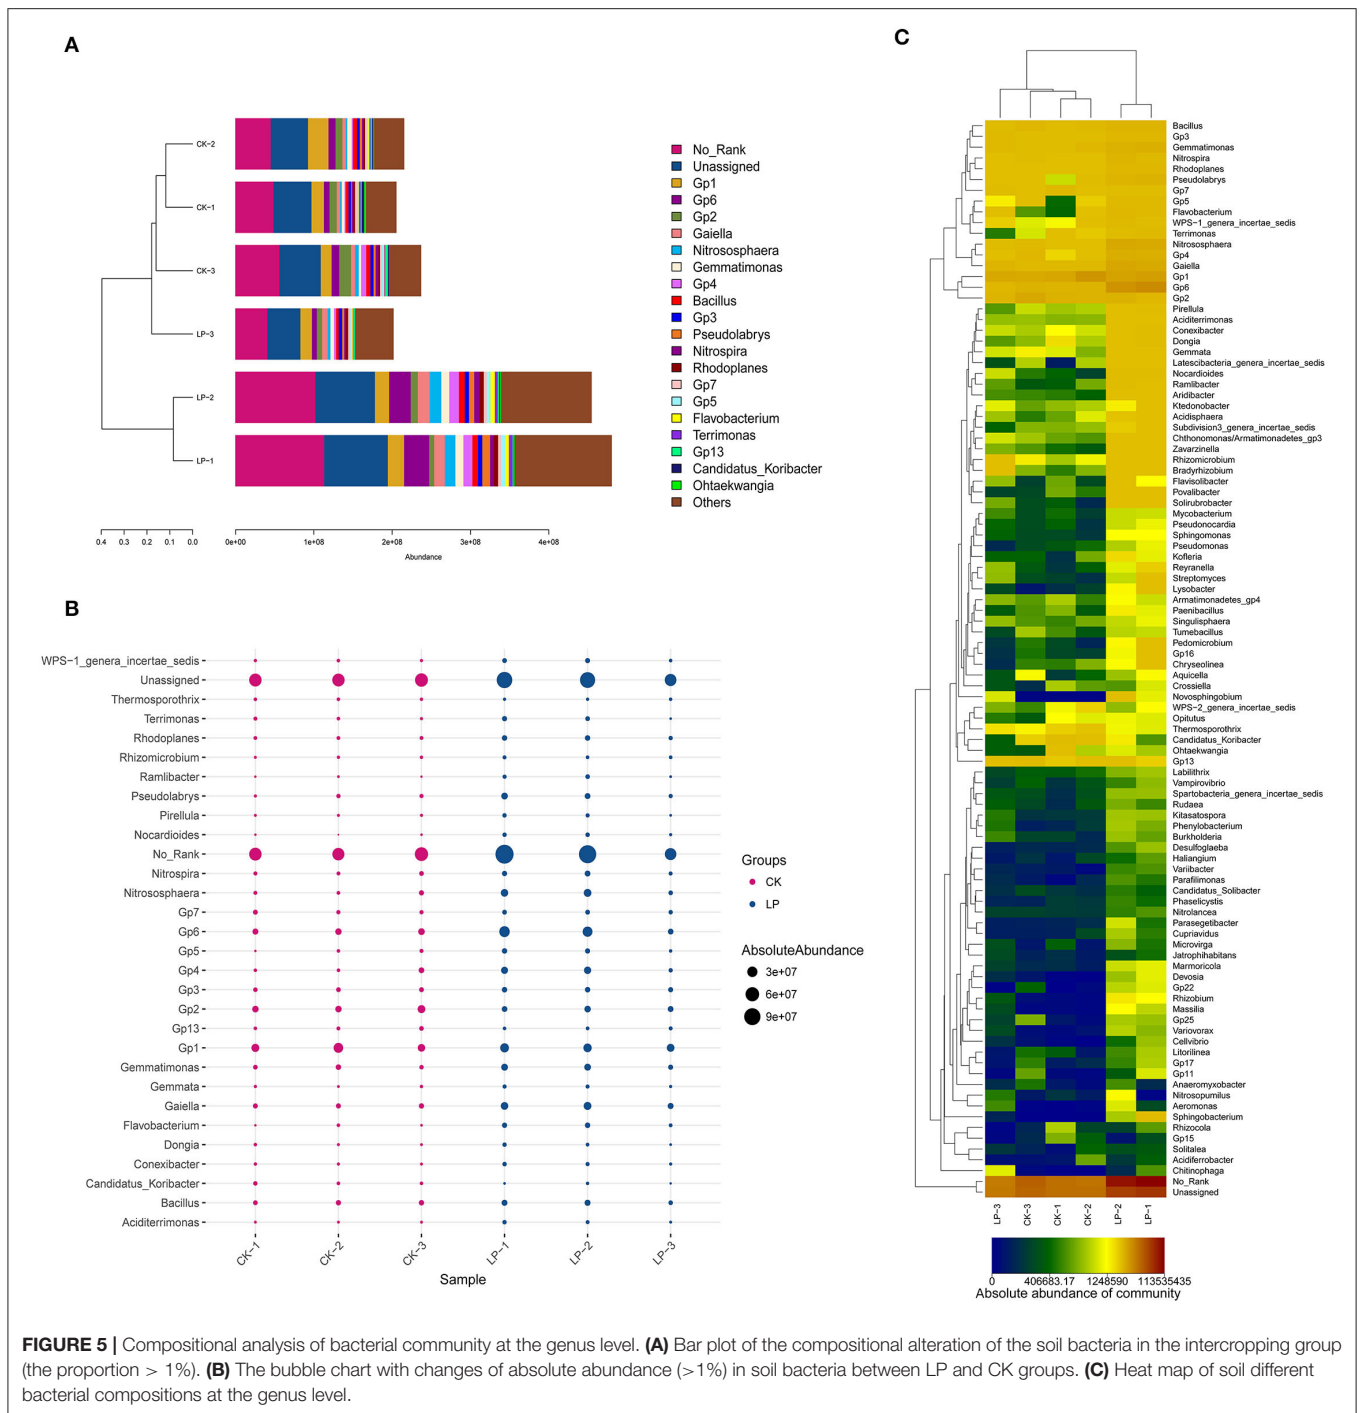 A
CK-2
CK-1
CK-3
LP-3
LP-2
LP-1
0.4 0.3 0.2 0.1 0.0
0e+00 1e+08 2e+08 3e+08 4e+08
Abundance
No_Rank
Unassigned
Gp1
Gp6
Gp2
Gaiella
Nitrososphaera
Gemmatimonas
Gp4
Bacillus
Gp3
Pseudolabrys
Nitrospira
Rhodoplanes
Gp7
Gp5
Flavobacterium
Terrimonas
Gp13
Candidatus_Koribacter
Ohtaekwangia
Others
B
WPS−1_genera_incertae_sedis
Unassigned
Thermosporothrix
Terrimonas
Rhodoplanes
Rhizomicrobium
Ramlibacter
Pseudolabrys
Pirellula
Nocardioides
No_Rank
Nitrospira
Nitrososphaera
Gp7
Gp6
Gp5
Gp4
Gp3
Gp2
Gp13
Gp1
Gemmatimonas
Gemmata
Gaiella
Flavobacterium
Dongia
Conexibacter
Candidatus_Koribacter
Bacillus
Aciditerrimonas
CK−1 CK−2 CK−3 LP−1 LP−2 LP−3
Sample
Groups
CK
LP
AbsoluteAbundance
3e+07
6e+07
9e+07
C
Bacillus
Gp3
Gemmatimonas
Nitrospira
Rhodoplanes
Pseudolabrys
Gp7
Gp5
Flavobacterium
WPS−1_genera_incertae_sedis
Terrimonas
Nitrososphaera
Gp4
Gaiella
Gp1
Gp6
Gp2
Pirellula
Aciditerrimonas
Conexibacter
Dongia
Gemmata
Latescibacteria_genera_incertae_sedis
Nocardioides
Ramlibacter
Aridibacter
Ktedonobacter
Acidisphaera
Subdivision3_genera_incertae_sedis
Chthonomonas/Armatimonadetes_gp3
Zavarzinella
Rhizomicrobium
Bradyrhizobium
Flavisolibacter
Povalibacter
Solirubrobacter
Mycobacterium
Pseudonocardia
Sphingomonas
Pseudomonas
Kofleria
Reyranella
Streptomyces
Lysobacter
Armatimonadetes_gp4
Paenibacillus
Singulisphaera
Tumebacillus
Pedomicrobium
Gp16
Chryseolinea
Aquicella
Crossiella
Novosphingobium
WPS−2_genera_incertae_sedis
Opitutus
Thermosporothrix
Candidatus_Koribacter
Ohtaekwangia
Gp13
Labilithrix
Vampirovibrio
Spartobacteria_genera_incertae_sedis
Rudaea
Kitasatospora
Phenylobacterium
Burkholderia
Desulfoglaeba
Haliangium
Variibacter
Parafilimonas
Candidatus_Solibacter
Phaselicystis
Nitrolancea
Parasegetibacter
Cupriavidus
Microvirga
Jatrophihabitans
Marmoricola
Devosia
Gp22
Rhizobium
Massilia
Gp25
Variovorax
Cellvibrio
Litorilinea
Gp17
Gp11
Anaeromyxobacter
Nitrosopumilus
Aeromonas
Sphingobacterium
Rhizocola
Gp15
Solitalea
Acidiferrobacter
Chitinophaga
No_Rank
Unassigned
LP−3 CK−3 CK−1 CK−2 LP−2 LP−1
0 406683.17 1248590 113535435
Absolute abundance of community
FIGURE 5 | Compositional analysis of bacterial community at the genus level. (A) Bar plot of the compositional alteration of the soil bacteria in the intercropping group
(the proportion > 1%). (B) The bubble chart with changes of absolute abundance (>1%) in soil bacteria between LP and CK groups. (C) Heat map of soil different
bacterial compositions at the genus level.